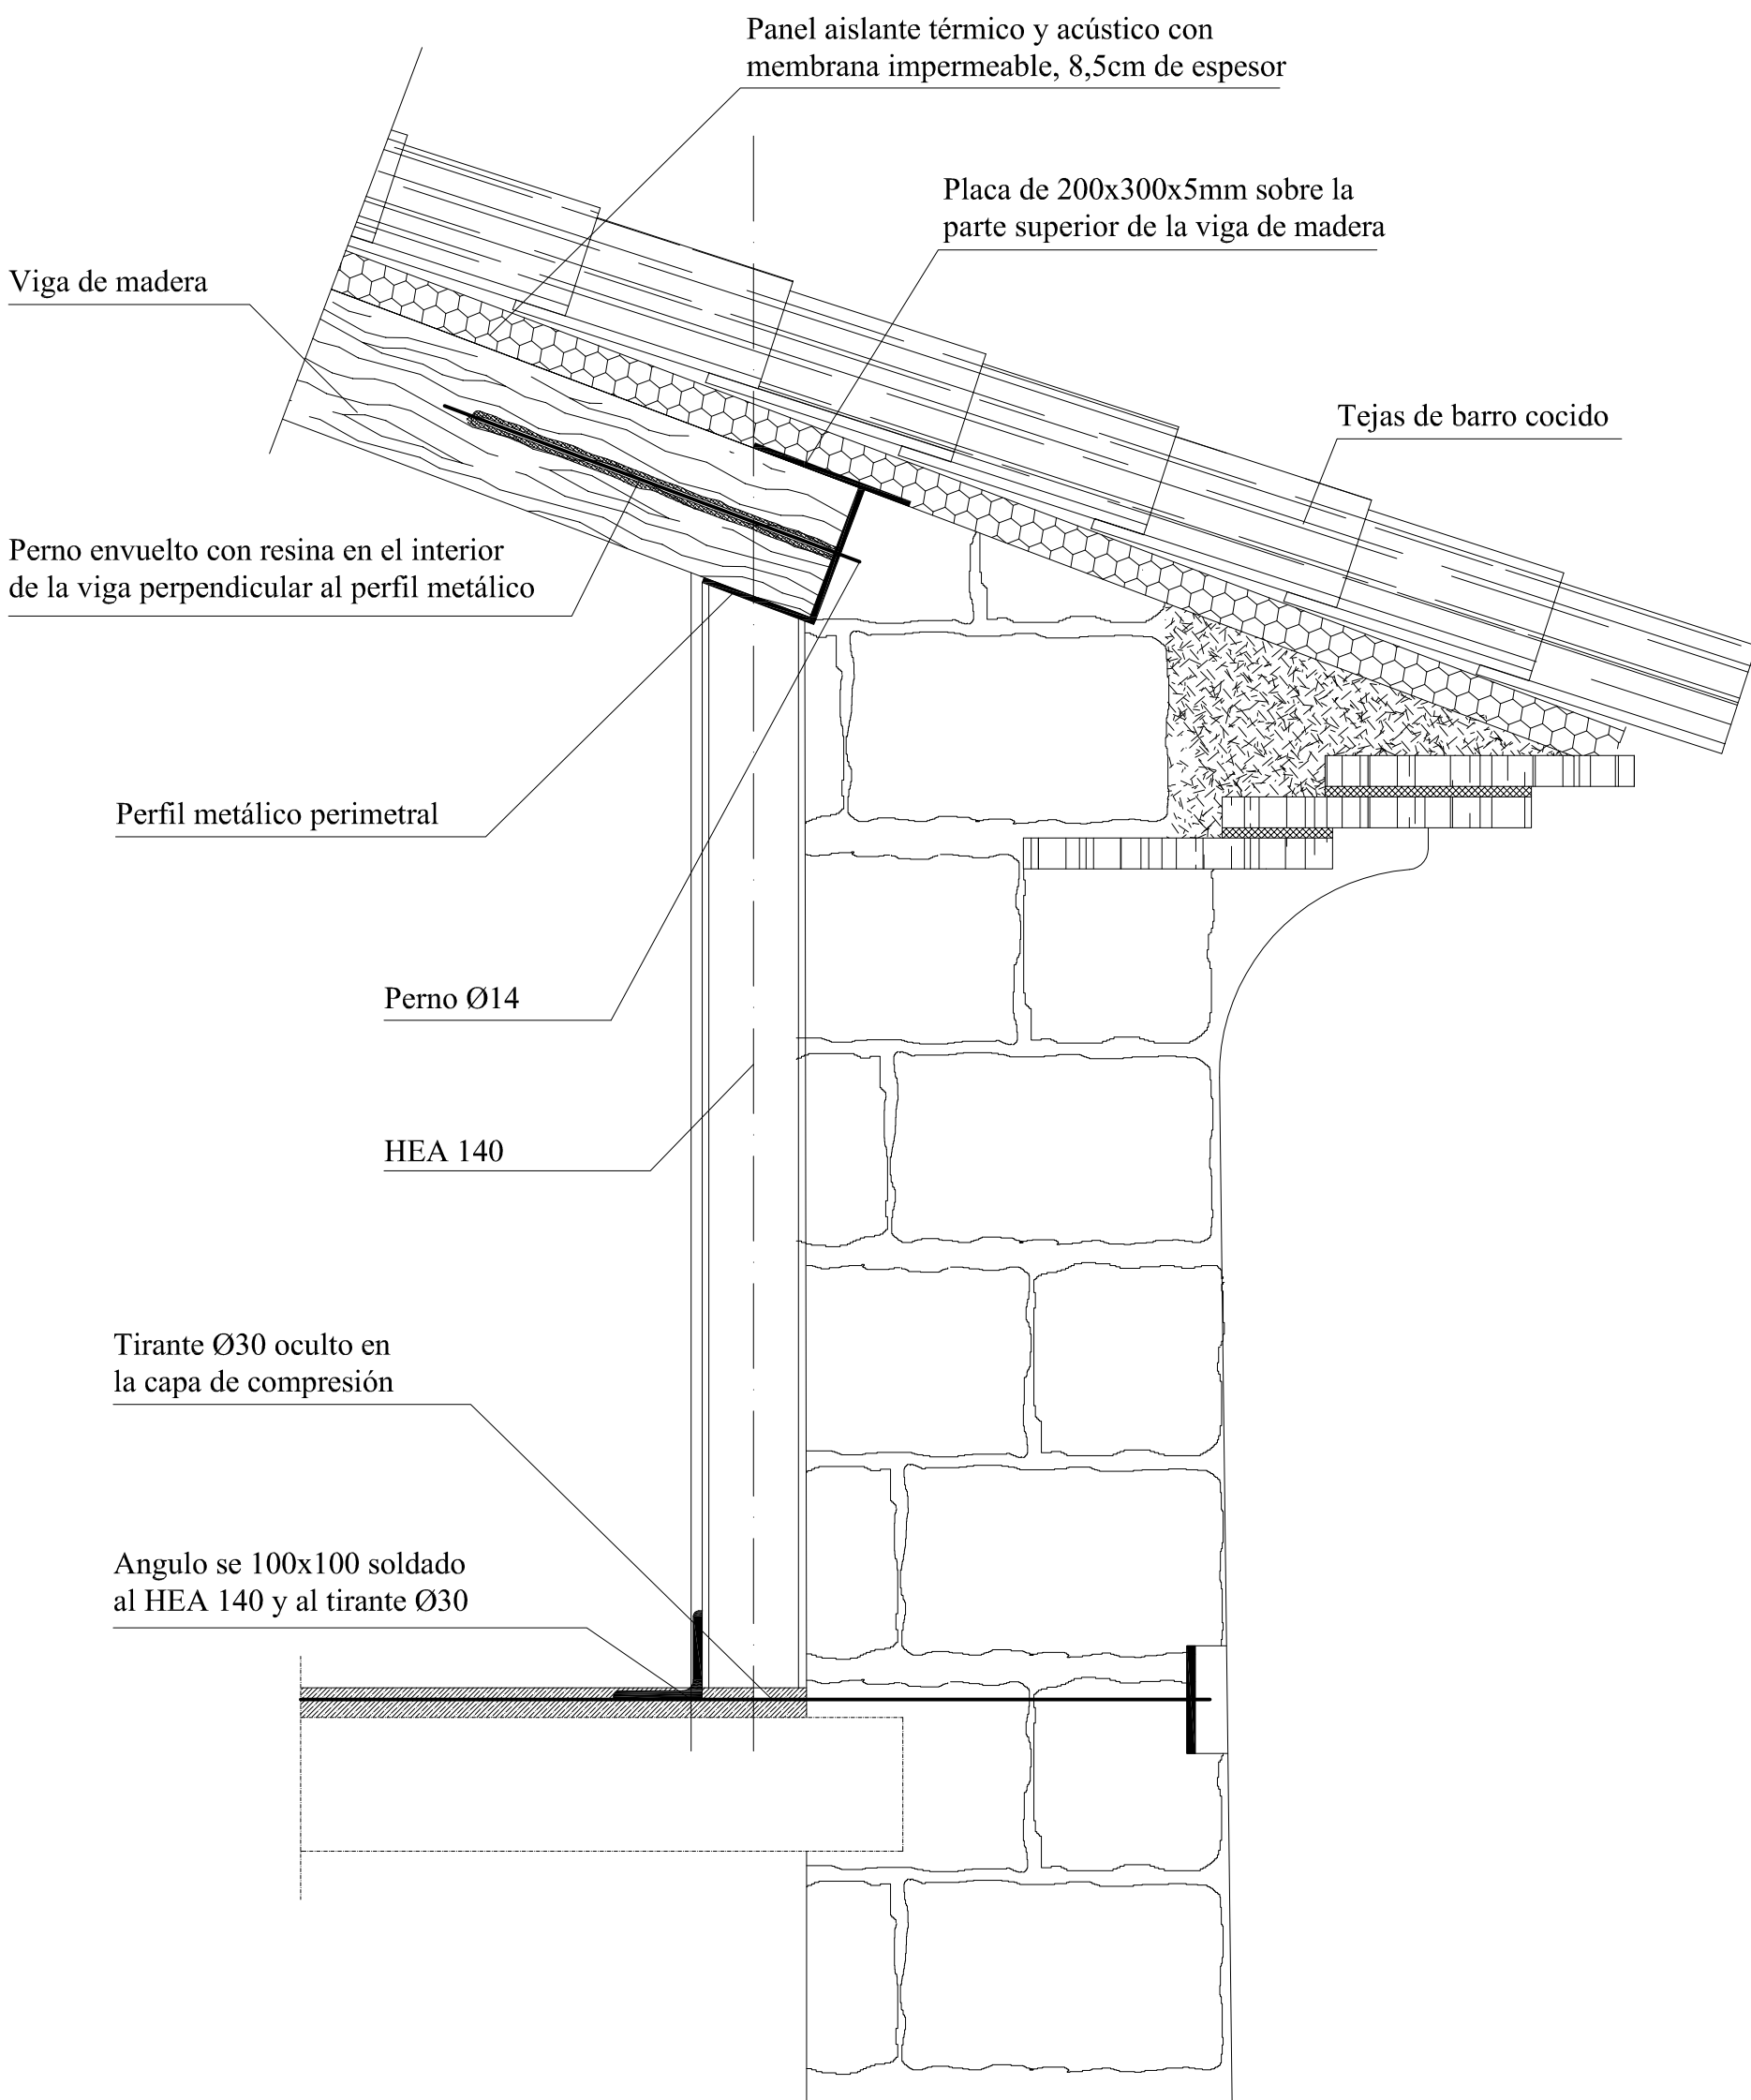 Panel aislante térmico y acústico con
membrana impermeable, 8,5cm de espesor
Placa de 200x300x5mm sobre la
parte superior de la viga de madera
Viga de madera
Tejas de barro cocido
Perno envuelto con resina en el interior
de la viga perpendicular al perfil metálico
Perfil metálico perimetral
Perno Ø14
HEA 140
Tirante Ø30 oculto en
la capa de compresión
Angulo se 100x100 soldado
al HEA 140 y al tirante Ø30